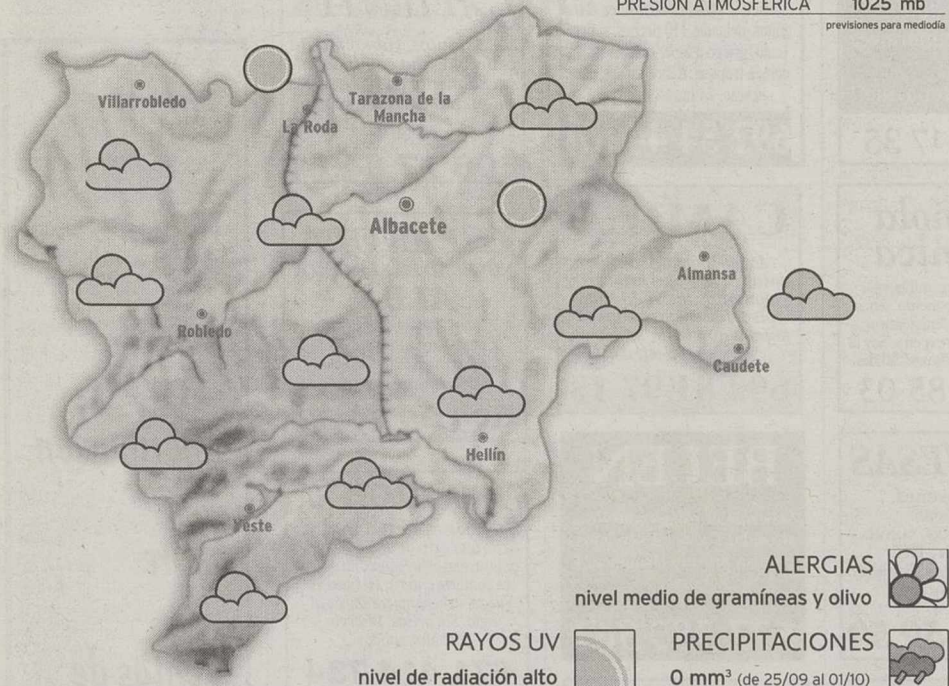 PRESIÓN ATMOSFÉRICA 1025 mb
previsiones para mediodía
Villarrobledo
Tarazona de la
Mancha
La Roda
Albacete
Almansa
Robledo
Caudete
Hellín
Yeste
ALERGIAS
nivel medio de gramíneas y olivo
RAYOS UV
nivel de radiación alto
PRECIPITACIONES
0 mm³ (de 25/09 al 01/10)